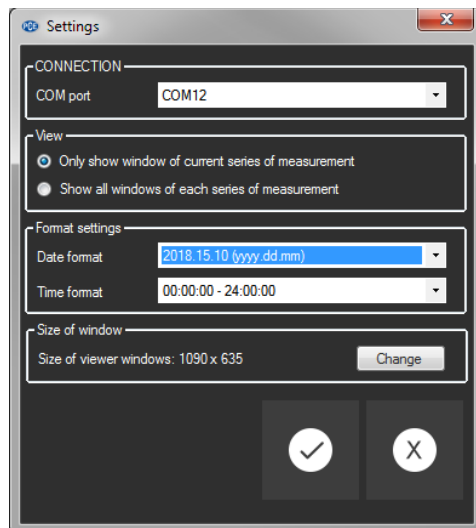 PCE Settings X
CONNECTION
COM port COM12
View
Only show window of current series of measurement
Show all windows of each series of measurement
Format settings
Date format 2018.15.10 (yyyy.dd.mm)
Time format 00:00:00 - 24:00:00
Size of window
Size of viewer windows: 1090 x 635 Change
X